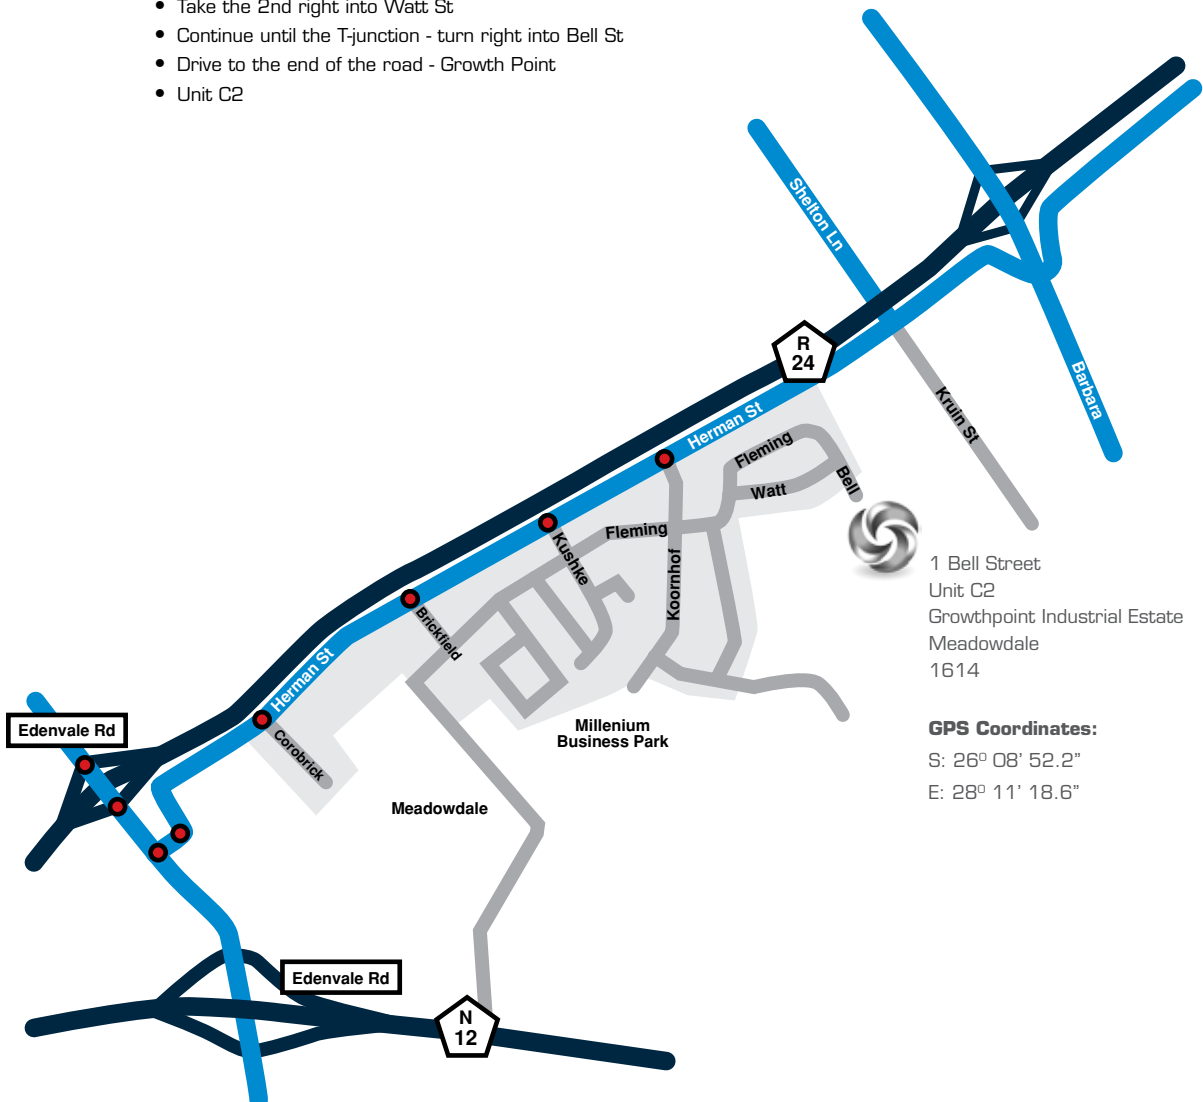 • Take the 2nd right into Watt St
• Continue until the T-junction - turn right into Bell St
• Drive to the end of the road - Growth Point
• Unit C2
Shelton Ln
R
24
Herman St
Kruin St
Barbara
Fleming
Watt
Bell
Fleming
Kushke
Koornhof
Brickfield
Herman St
Corobrick
Edenvale Rd
Millenium
Business Park
Meadowdale
1 Bell Street
Unit C2
Growthpoint Industrial Estate
Meadowdale
1614
GPS Coordinates:
S: 26º 08’ 52.2”
E: 28º 11’ 18.6”
Edenvale Rd
N
12